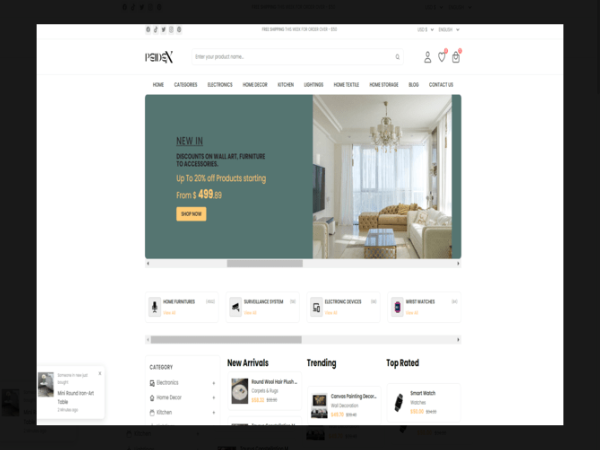 FREE SHIPPING THIS WEEK
USD $
ENGLISH
Enter your product name...
HOME
CATEGORIES
ELECTRONICS
HOME DECOR
KITCHEN
LIGHTINGS
HOME TEXTILE
HOME STORAGE
BLOG
CONTACT US
NEW IN
DISCOUNTS ON WALL ART, FURNITURE
TO ACCESSORIES.
Up To 20% off Products starting
From $ 499.89
SHOP NOW
HOME FURNITURES
View All
SURVEILLANCE SYSTEM
View All
ELECTRONIC DEVICES
View All
WRIST WATCHES
View All
CATEGORY
Electronics
Home Decor
Kitchen
New Arrivals
Round Wool Hair Plush ...
Carpets & Rugs
Trending
Canvas Painting Decor...
Wall Decoration
Top Rated
Smart Watch
Watches
Someone in new just
bought
Mini Round Iron-Art
Table
2 Minutes ago